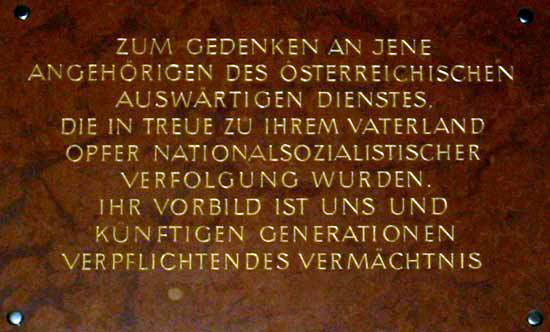 ZUM GEDENKEN AN JENE
ANGEHÖRIGEN DES ÖSTERREICHISCHEN
AUSWÄRTIGEN DIENSTES,
DIE IN TREUE ZU IHREM VATERLAND
OPFER NATIONALSOZIALISTISCHER
VERFOLGUNG WURDEN.
IHR VORBILD IST UNS UND
KÜNFTIGEN GENERATIONEN
VERPFLICHTENDES VERMÄCHTNIS